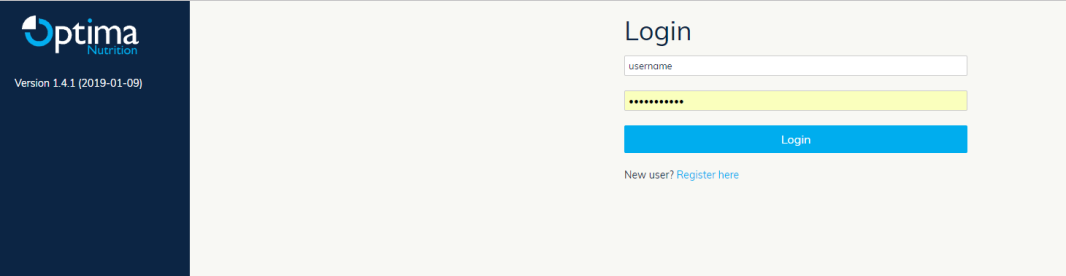 Optima
Nutrition
Version 1.4.1 (2019-01-09)
Login
username
•••••••••••
Login
New user? Register here